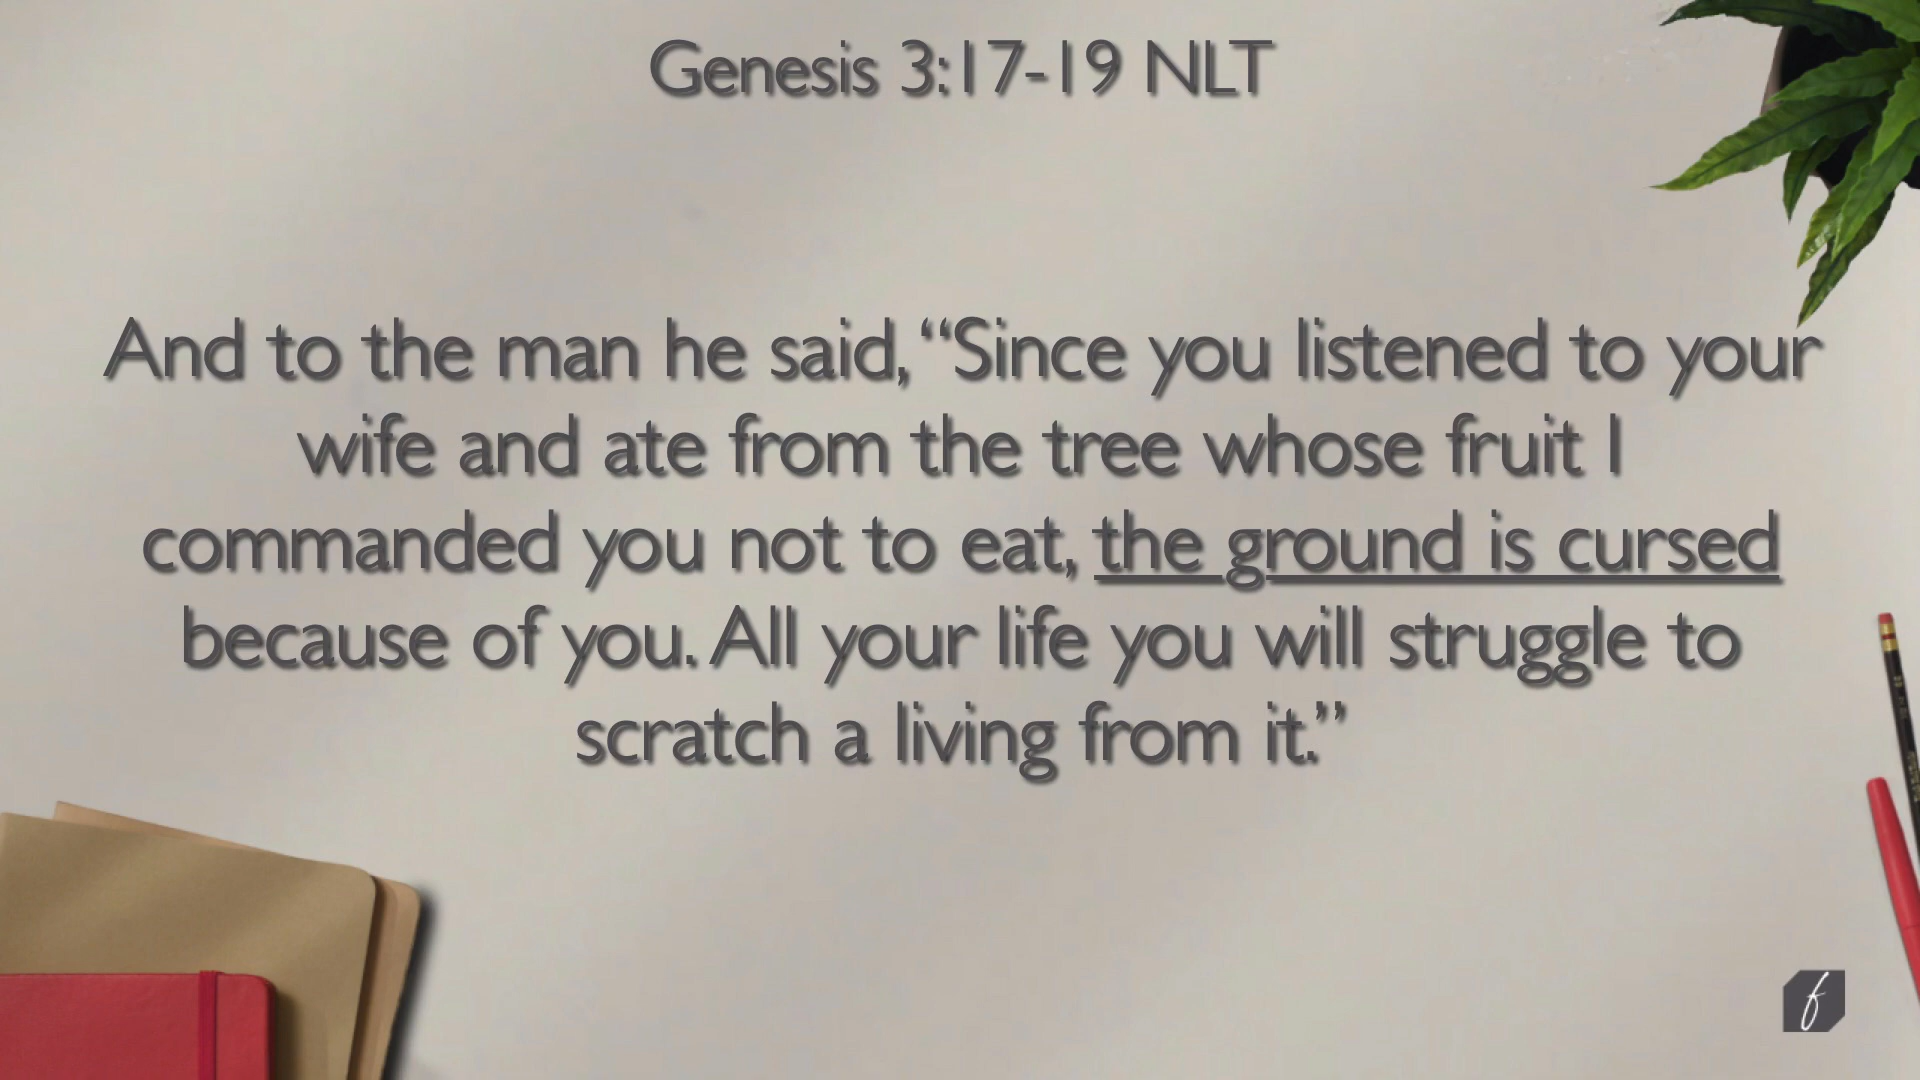 Genesis 3:17-19 NLT
And to the man he said, “Since you listened to your
wife and ate from the tree whose fruit I
commanded you not to eat, the ground is cursed
because of you. All your life you will struggle to
scratch a living from it.”
f